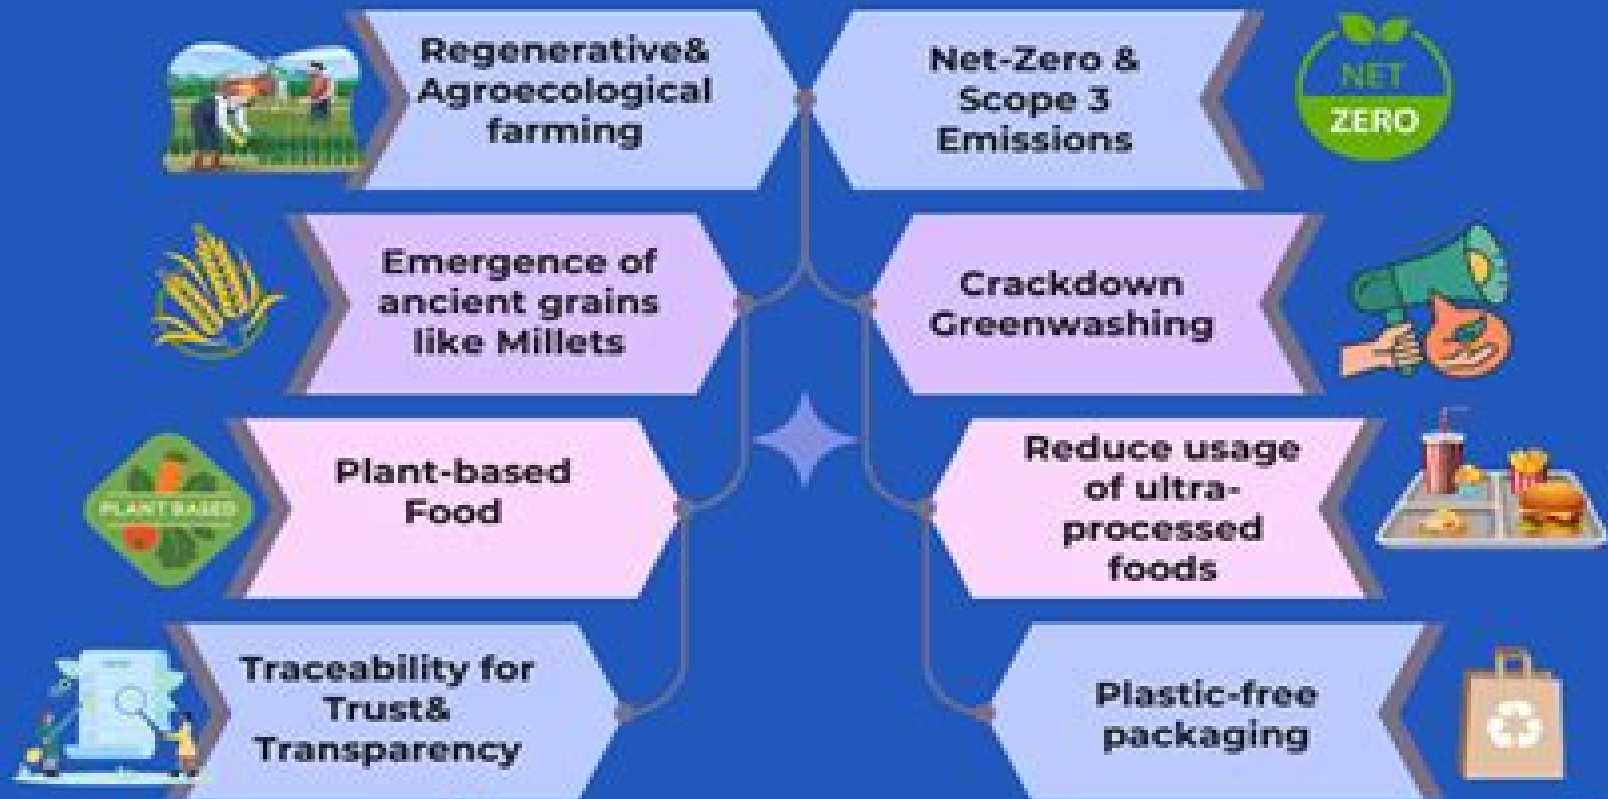 Regenerative&
Agroecological
farming
Net-Zero &
Scope 3
Emissions
NET
ZERO
Emergence of
ancient grains
like Millets
Crackdown
Greenwashing
PLANT BASED
Plant-based
Food
Reduce usage
of ultra-
processed
foods
Traceability for
Trust&
Transparency
Plastic-free
packaging